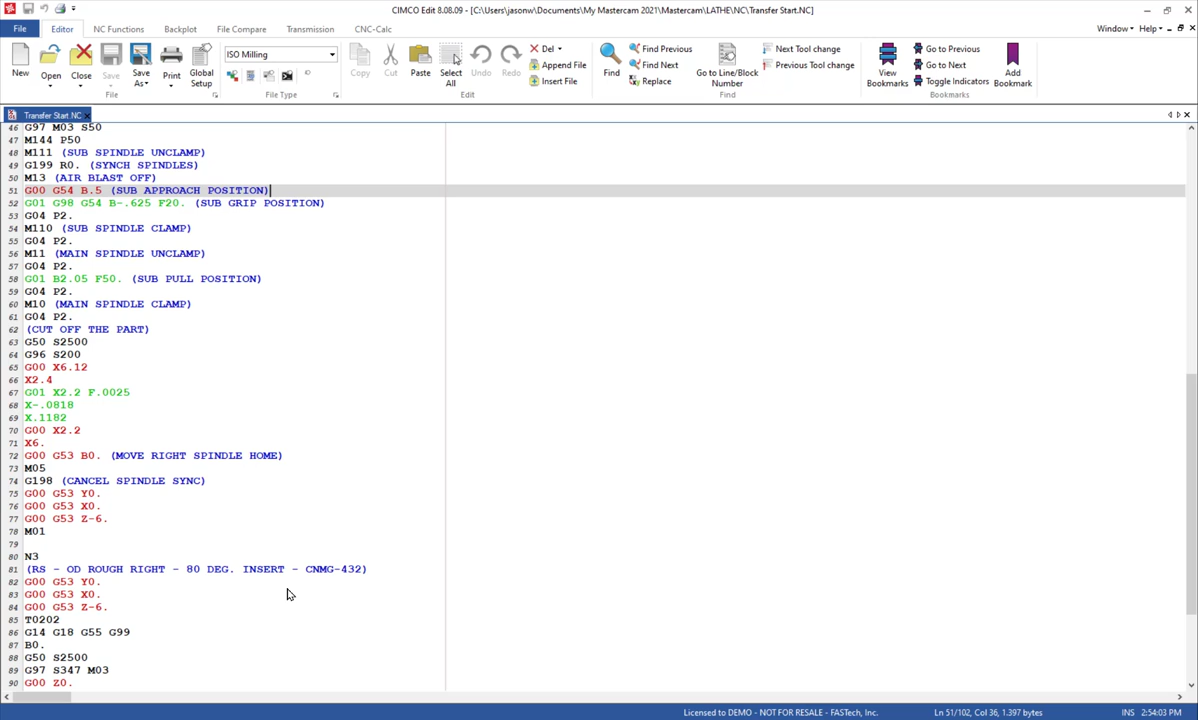 CIMCO Edit 8.08.09 - [C:\Users\jasonw\Documents\My Mastercam 2021\Mastercam\LATHE\NC\Transfer Start.NC]
File Editor NC Functions Backplot File Compare Transmission CNC-Calc Window Help
New Open Close Save Save As Print Global Setup
File
ISO Milling
File Type
Copy Cut Paste Select All Undo Redo
Del
Append File
Insert File
Edit
Find
Find Previous
Find Next
Replace
Go to Line/Block Number
Next Tool change
Previous Tool change
Find
View Bookmarks
Go to Previous
Go to Next
Toggle Indicators
Add Bookmark
Bookmarks
Transfer Start.NC
46 G97 M03 S50
47 M144 P50
48 M111 (SUB SPINDLE UNCLAMP)
49 G199 R0. (SYNCH SPINDLES)
50 M13 (AIR BLAST OFF)
51 G00 G54 B.5 (SUB APPROACH POSITION)
52 G01 G98 G54 B-.625 F20. (SUB GRIP POSITION)
53 G04 P2.
54 M110 (SUB SPINDLE CLAMP)
55 G04 P2.
56 M11 (MAIN SPINDLE UNCLAMP)
57 G04 P2.
58 G01 B2.05 F50. (SUB PULL POSITION)
59 G04 P2.
60 M10 (MAIN SPINDLE CLAMP)
61 G04 P2.
62 (CUT OFF THE PART)
63 G50 S2500
64 G96 S200
65 G00 X6.12
66 X2.4
67 G01 X2.2 F.0025
68 X-.0818
69 X.1182
70 G00 X2.2
71 X6.
72 G00 G53 B0. (MOVE RIGHT SPINDLE HOME)
73 M05
74 G198 (CANCEL SPINDLE SYNC)
75 G00 G53 Y0.
76 G00 G53 X0.
77 G00 G53 Z-6.
78 M01
79
80 N3
81 (RS - OD ROUGH RIGHT - 80 DEG. INSERT - CNMG-432)
82 G00 G53 Y0.
83 G00 G53 X0.
84 G00 G53 Z-6.
85 T0202
86 G14 G18 G55 G99
87 B0.
88 G50 S2500
89 G97 S347 M03
90 G00 Z0.
Licensed to DEMO - NOT FOR RESALE - FASTech, Inc. Ln 51/102, Col 36, 1.397 bytes INS 2:54:03 PM